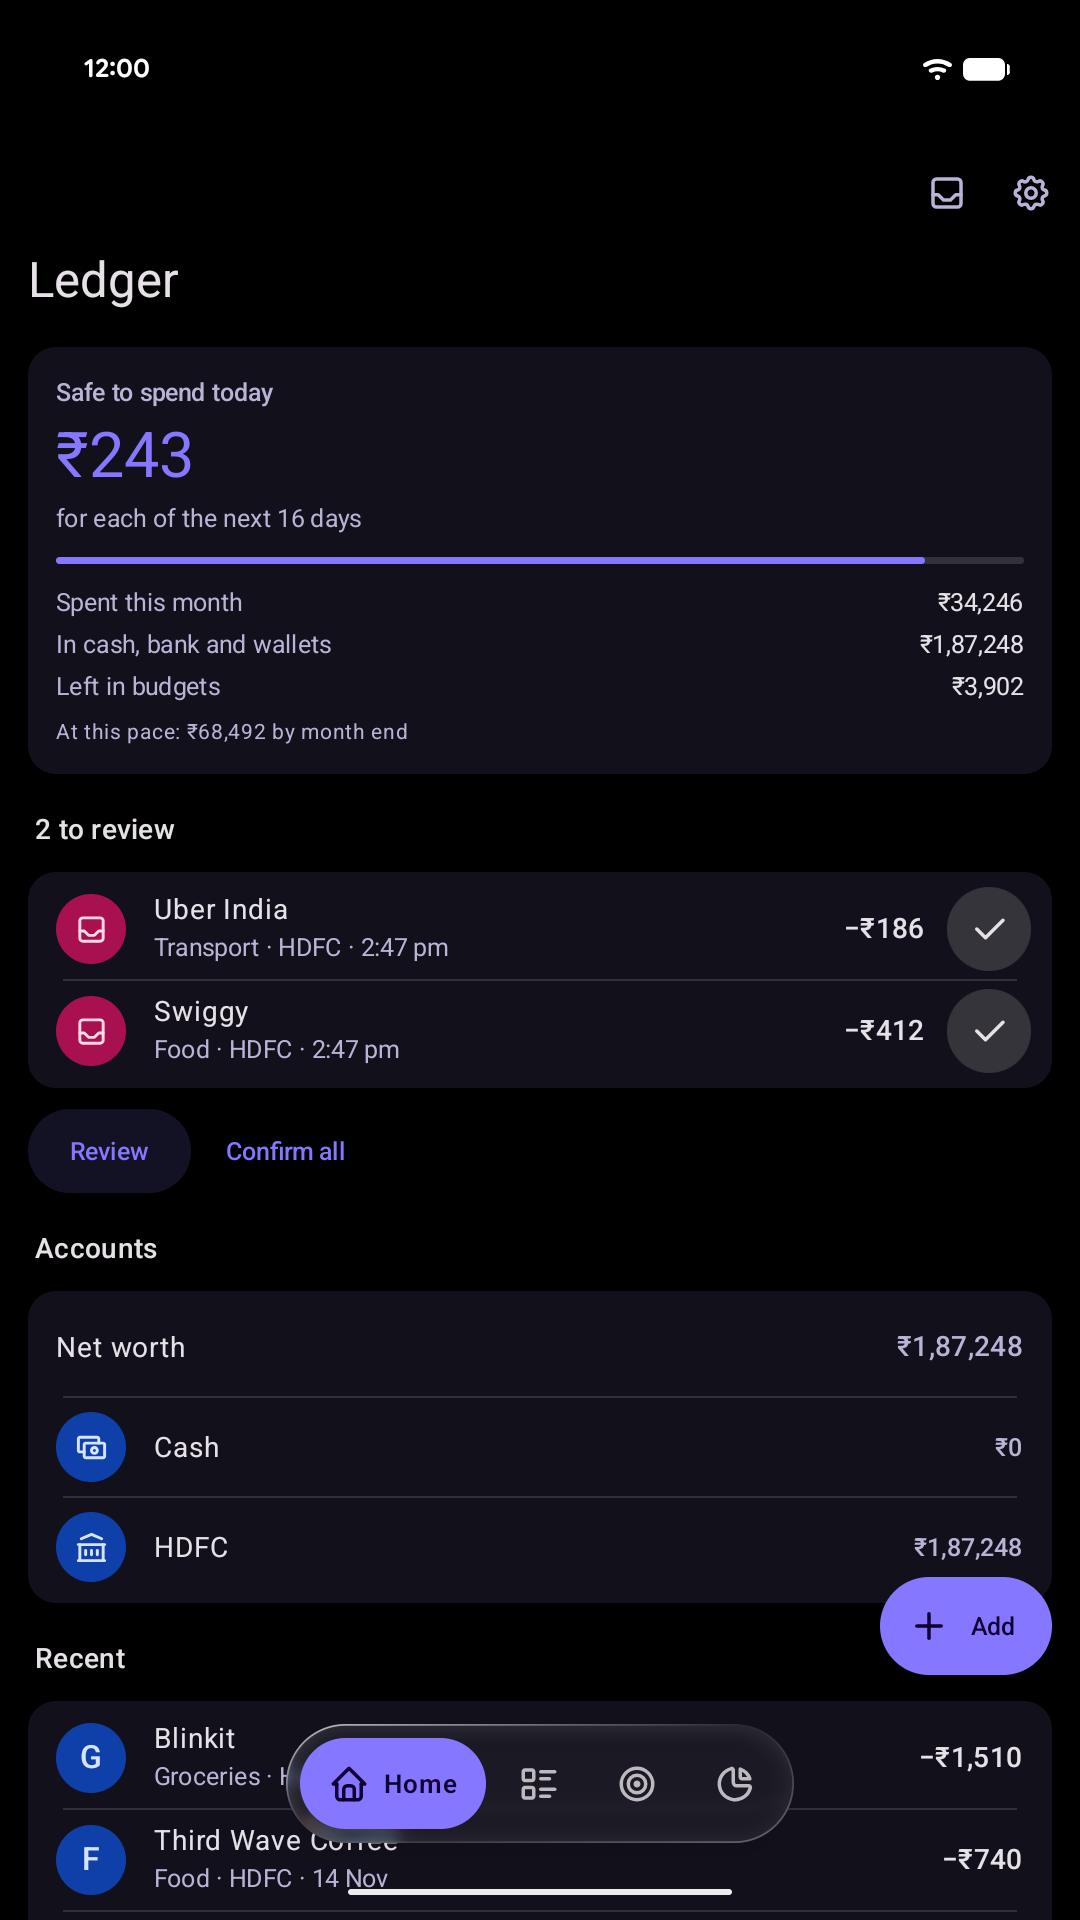 12:00
Ledger
Safe to spend today
₹243
for each of the next 16 days
Spent this month ₹34,246
In cash, bank and wallets ₹1,87,248
Left in budgets ₹3,902
At this pace: ₹68,492 by month end
2 to review
Uber India
Transport · HDFC · 2:47 pm
−₹186
Swiggy
Food · HDFC · 2:47 pm
−₹412
Review Confirm all
Accounts
Net worth ₹1,87,248
Cash ₹0
HDFC ₹1,87,248
Add
Recent
G
Blinkit
Groceries ·
−₹1,510
Home
F
Third Wave Coffee
Food · HDFC · 14 Nov
−₹740